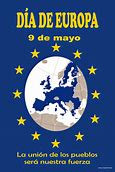 DÍA DE EUROPA
9 de mayo
La unión de los pueblos
será nuestra fuerza